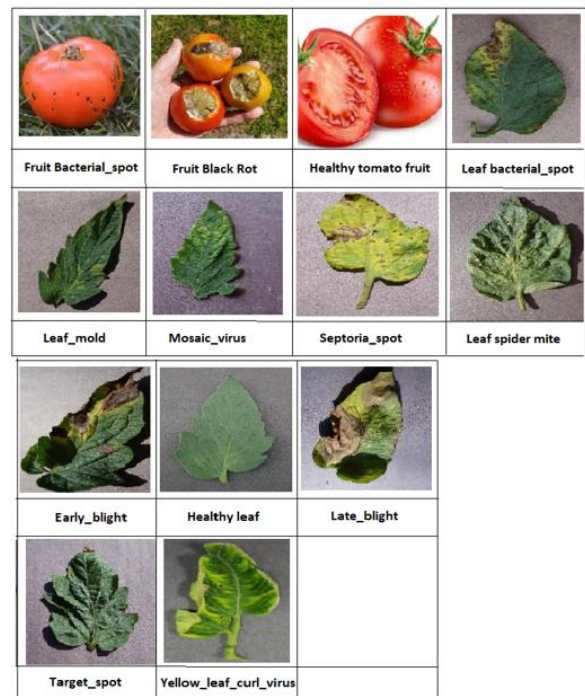 Fruit Bacterial_spot
Fruit Black Rot
Healthy tomato fruit
Leaf bacterial_spot
Leaf_mold
Mosaic_virus
Septoria_spot
Leaf spider mite
Early_blight
Healthy leaf
Late_blight
Target_spot
Yellow_leaf_curl_virus